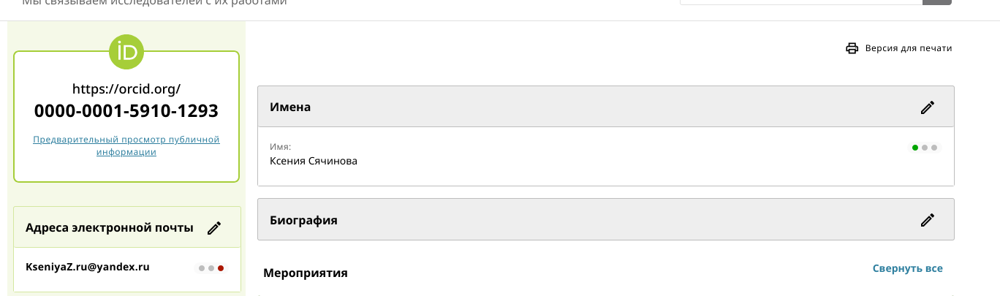 Мы связываем исследователей с их работами
iD
https://orcid.org/
0000-0001-5910-1293
Предварительный просмотр публичной
информации
Адреса электронной почты
KseniyaZ.ru@yandex.ru
Версия для печати
Имена
Имя:
Ксения Сячинова
Биография
Мероприятия
Свернуть все